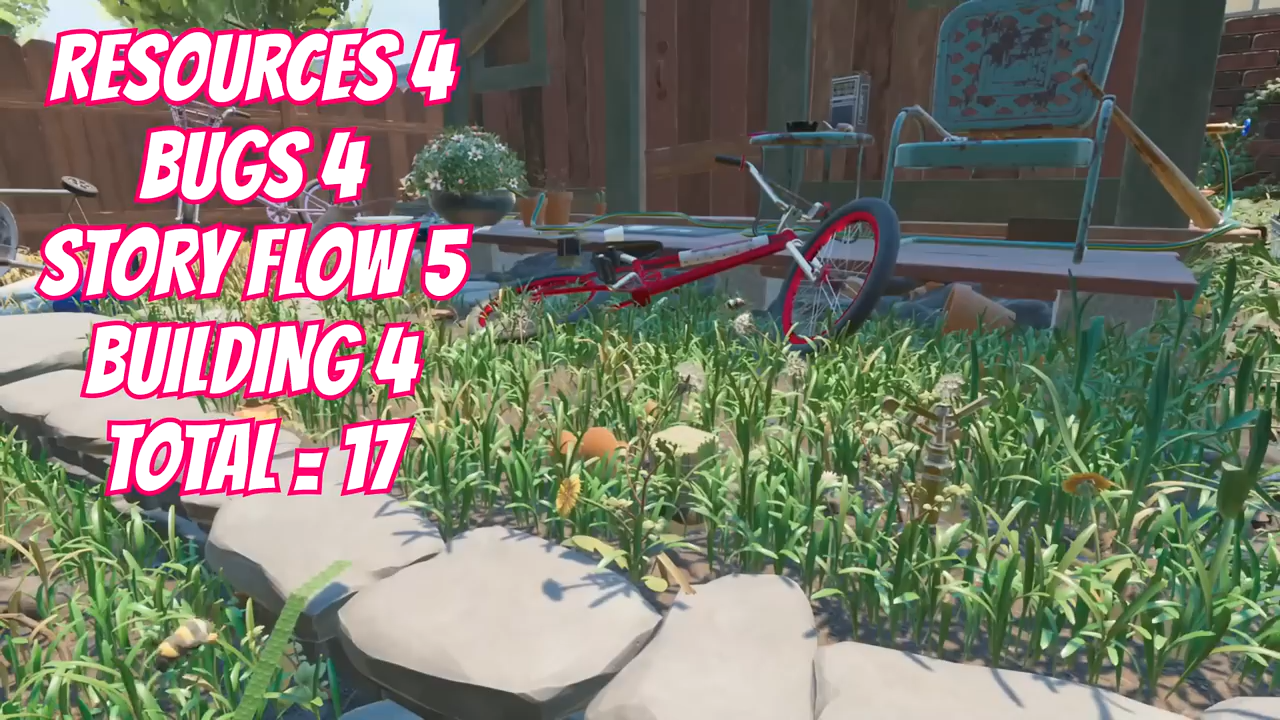 RESOURCES 4
BUGS 4
STORY FLOW 5
BUILDING 4
TOTAL = 17